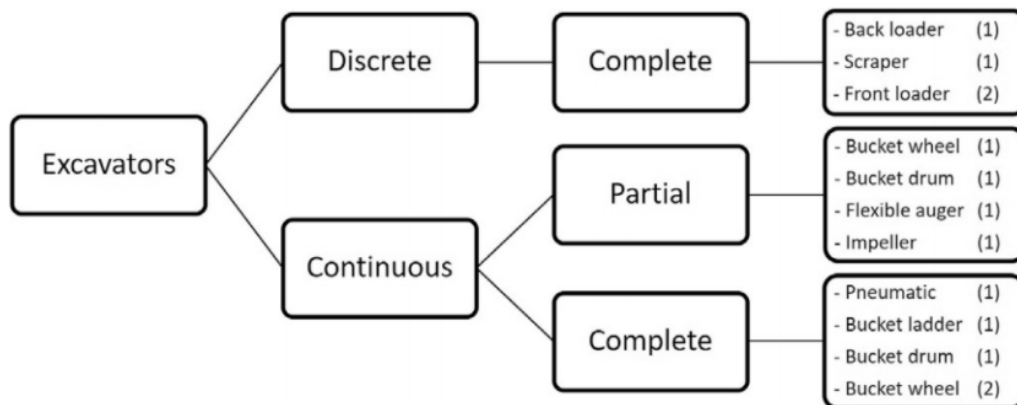 Excavators
Discrete
Complete
- Back loader (1)
- Scraper (1)
- Front loader (2)
Continuous
Partial
- Bucket wheel (1)
- Bucket drum (1)
- Flexible auger (1)
- Impeller (1)
Complete
- Pneumatic (1)
- Bucket ladder (1)
- Bucket drum (1)
- Bucket wheel (2)